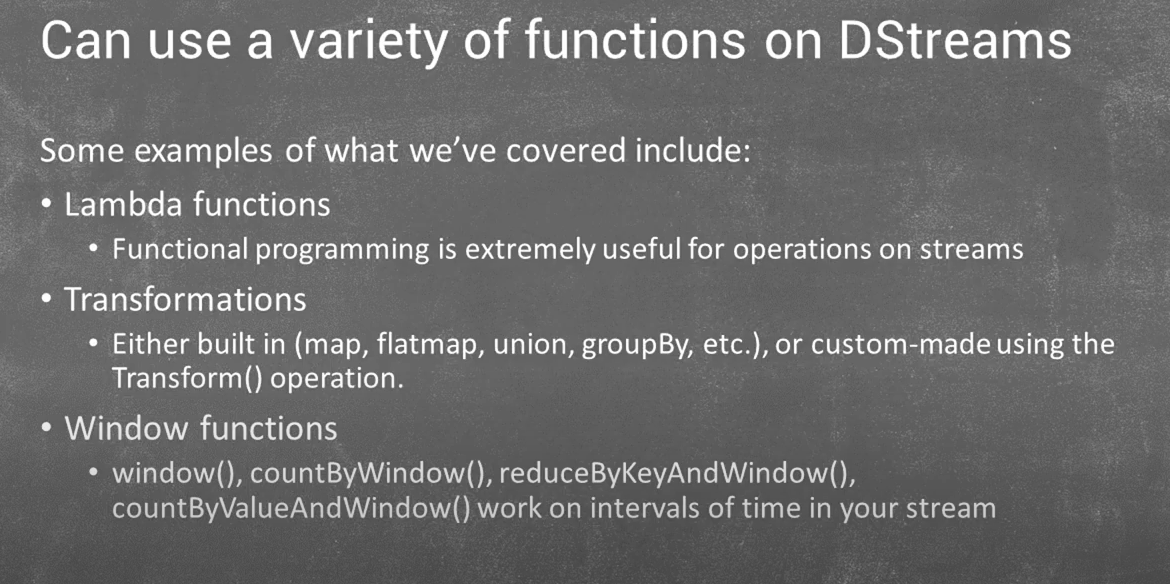 Can use a variety of functions on DStreams
Some examples of what we've covered include:
• Lambda functions
• Functional programming is extremely useful for operations on streams
• Transformations
• Either built in (map, flatmap, union, groupBy, etc.), or custom-made using the
Transform() operation.
• Window functions
• window(), countByWindow(), reduceByKeyAndWindow(),
countByValueAndWindow() work on intervals of time in your stream